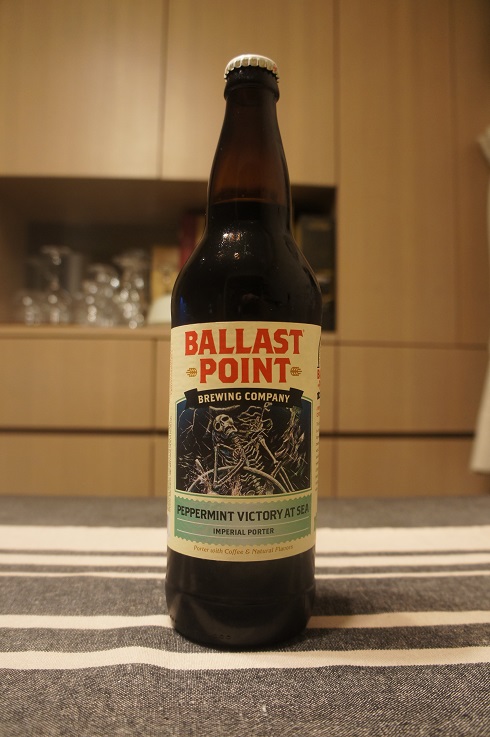 BALLAST
POINT
BREWING COMPANY
PEPPERMINT VICTORY AT SEA
IMPERIAL PORTER
Porter with Coffee & Natural Flavors